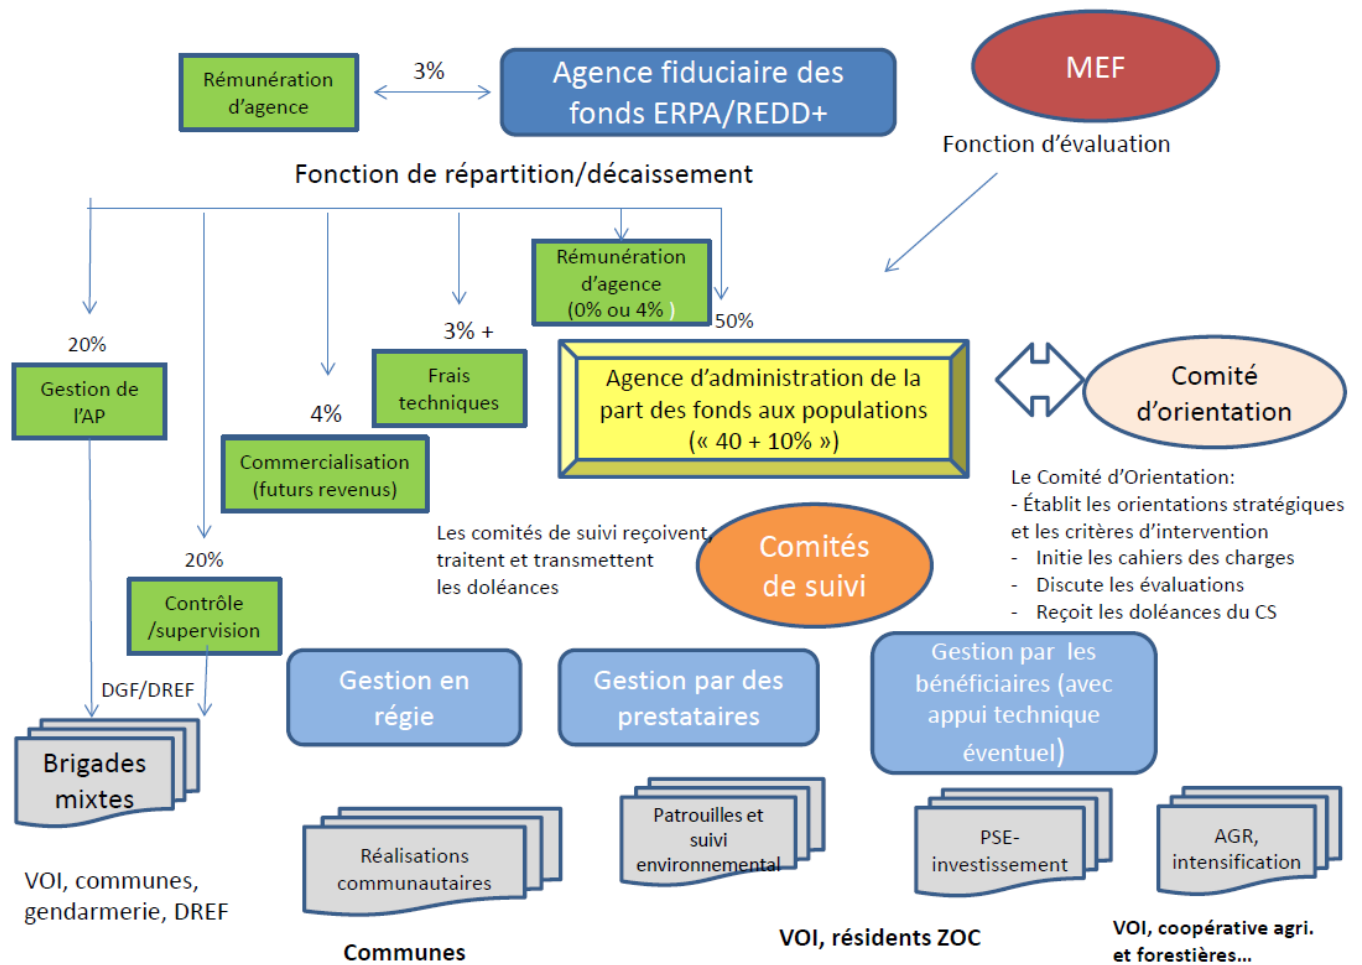 Rémunération
d'agence
3%
Agence fiduciaire des
fonds ERPA/REDD+
MEF
Fonction d'évaluation
Fonction de répartition/décaissement
Rémunération
d'agence
(0% ou 4% )
50%
20%
Gestion de
l'AP
3% +
Frais
techniques
4%
Commercialisation
(futurs revenus)
Agence d'administration de la
part des fonds aux populations
(« 40 + 10% »)
Comité
d'orientation
Le Comité d'Orientation:
- Établit les orientations stratégiques
et les critères d'intervention
- Initie les cahiers des charges
- Discute les évaluations
- Reçoit les doléances du CS
Les comités de suivi reçoivent,
traitent et transmettent
les doléances
Comités
de suivi
20%
Contrôle
/supervision
DGF/DREF
Gestion en
régie
Gestion par des
prestataires
Gestion par les
bénéficiaires (avec
appui technique
éventuel)
Brigades
mixtes
Réalisations
communautaires
Patrouilles et
suivi
environnemental
PSE-
investissement
AGR,
intensification
VOI, communes,
gendarmerie, DREF
Communes
VOI, résidents ZOC
VOI, coopérative agri.
et forestières...